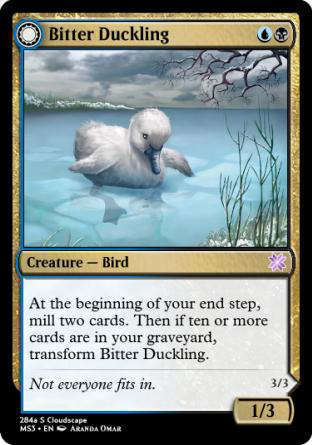 Bitter Duckling
Creature — Bird
At the beginning of your end step,
mill two cards. Then if ten or more
cards are in your graveyard,
transform Bitter Duckling.
Not everyone fits in.
3/3
1/3
284a S Cloudscape
MS3 • EN Aranda Omar